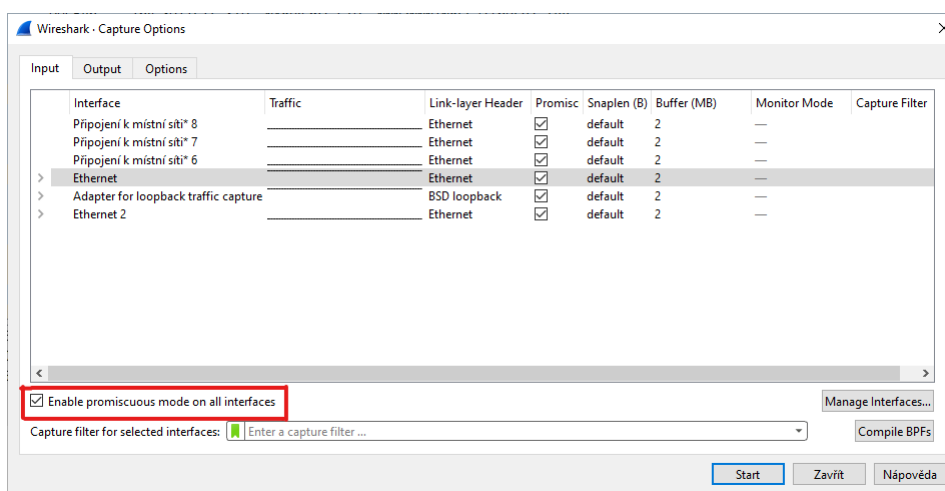 Wireshark · Capture Options
Input Output Options
Interface Traffic Link-layer Header Promisc Snaplen (B) Buffer (MB) Monitor Mode Capture Filter
Připojení k místní síti* 8 Ethernet default 2 —
Připojení k místní síti* 7 Ethernet default 2 —
Připojení k místní síti* 6 Ethernet default 2 —
Ethernet Ethernet default 2 —
Adapter for loopback traffic capture BSD loopback default 2 —
Ethernet 2 Ethernet default 2 —
Enable promiscuous mode on all interfaces
Manage Interfaces...
Capture filter for selected interfaces: Enter a capture filter ...
Compile BPFs
Start Zavřít Nápověda